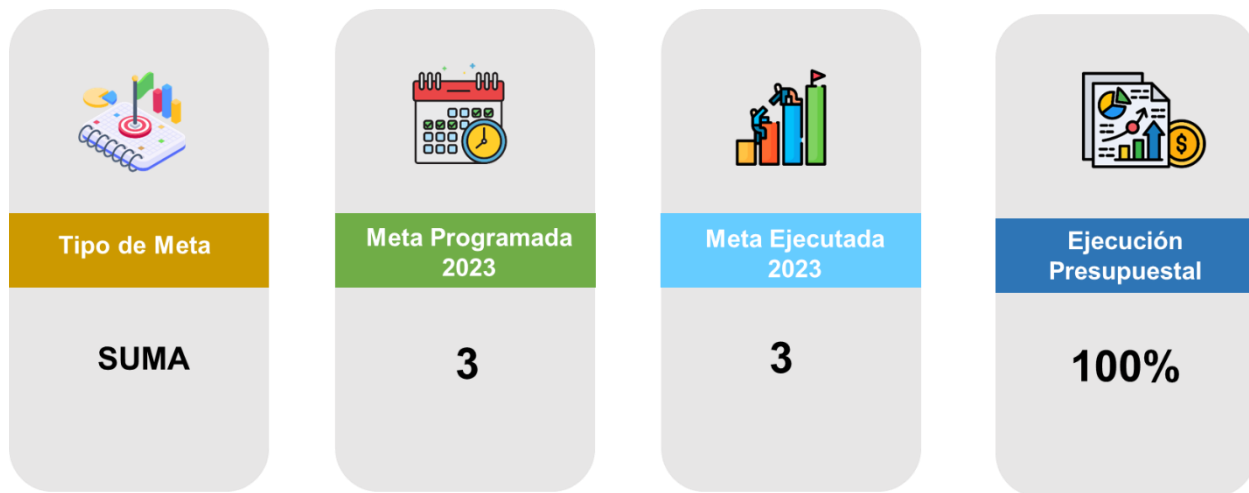 Tipo de Meta
SUMA
Meta Programada
2023
3
Meta Ejecutada
2023
3
Ejecución
Presupuestal
100%